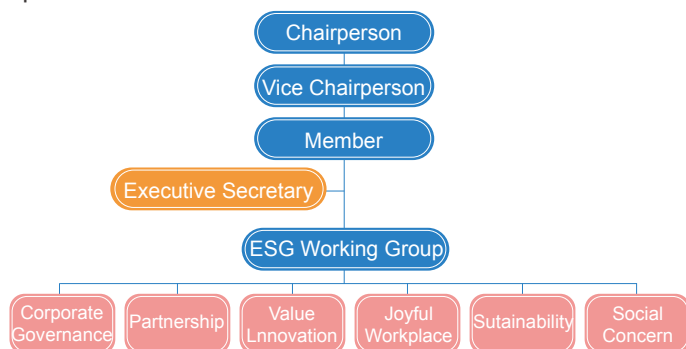 Chairperson
Vice Chairperson
Member
Executive Secretary
ESG Working Group
Corporate
Governance
Partnership
Value
Lnnovation
Joyful
Workplace
Sutainability
Social
Concern